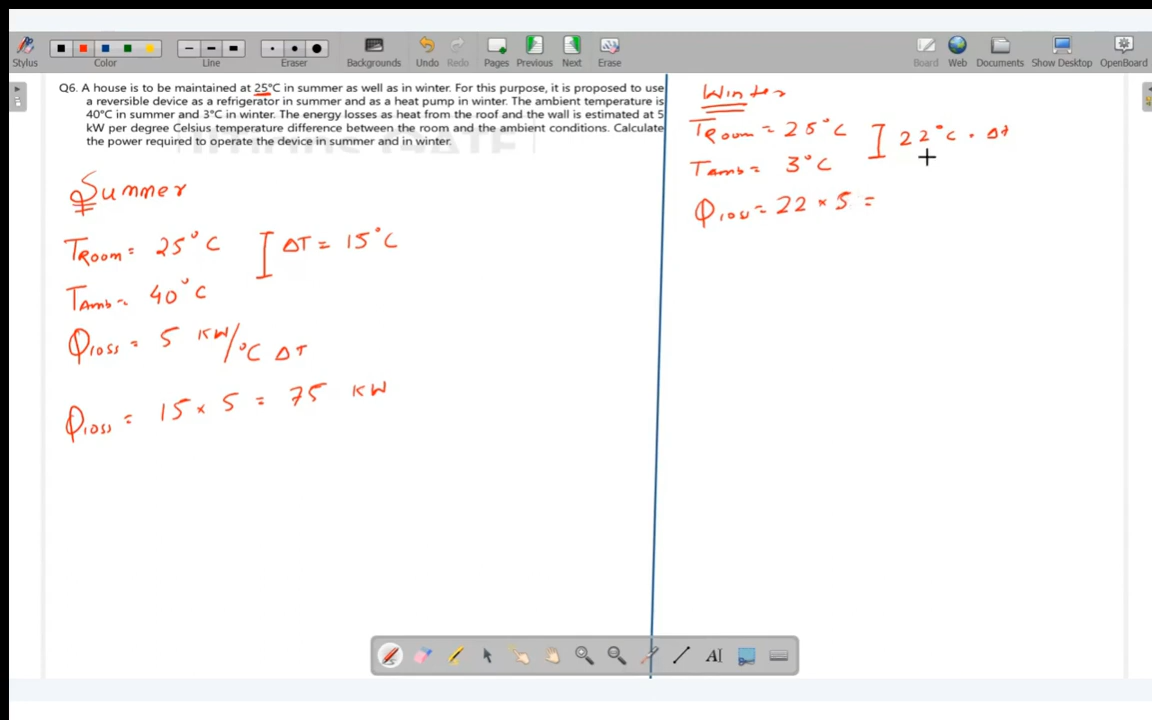 Stylus
Color
Line
Eraser
Backgrounds
Undo
Redo
Pages
Previous
Next
Erase
Board
Web
Documents
Show Desktop
OpenBoard
Q6. A house is to be maintained at 25°C in summer as well as in winter. For this purpose, it is proposed to use
a reversible device as a refrigerator in summer and as a heat pump in winter. The ambient temperature is
40°C in summer and 3°C in winter. The energy losses as heat from the roof and the wall is estimated at 5
kW per degree Celsius temperature difference between the room and the ambient conditions. Calculate
the power required to operate the device in summer and in winter.
Summer
TRoom = 25°C ΔT = 15°C
TAmb = 40°C
Qloss = 5 KW/°C ΔT
Qloss = 15 × 5 = 75 KW
Winter
TRoom = 25°C 22°C · Δt
TAmb = 3°C
Qloss = 22 × 5 =
AI